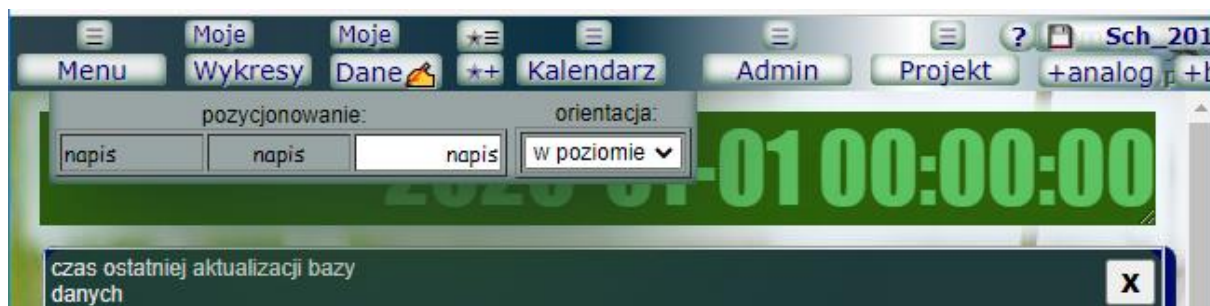 Moje Moje ★≡ ? Sch_201
Menu Wykresy Dane ★+ Kalendarz Admin Projekt +analog
pozycjonowanie: orientacja:
napis napis napis w poziomie
-01 00:00:00
czas ostatniej aktualizacji bazy
danych X